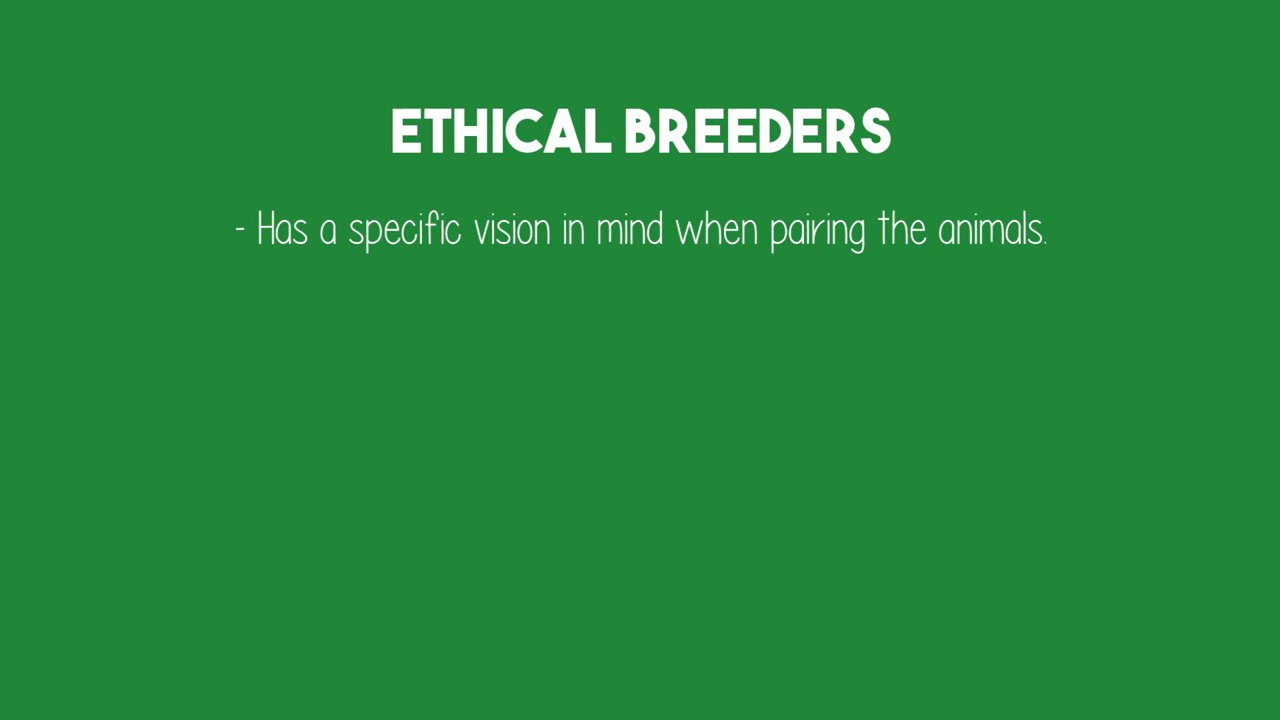 ETHICAL BREEDERS
- Has a specific vision in mind when pairing the animals.